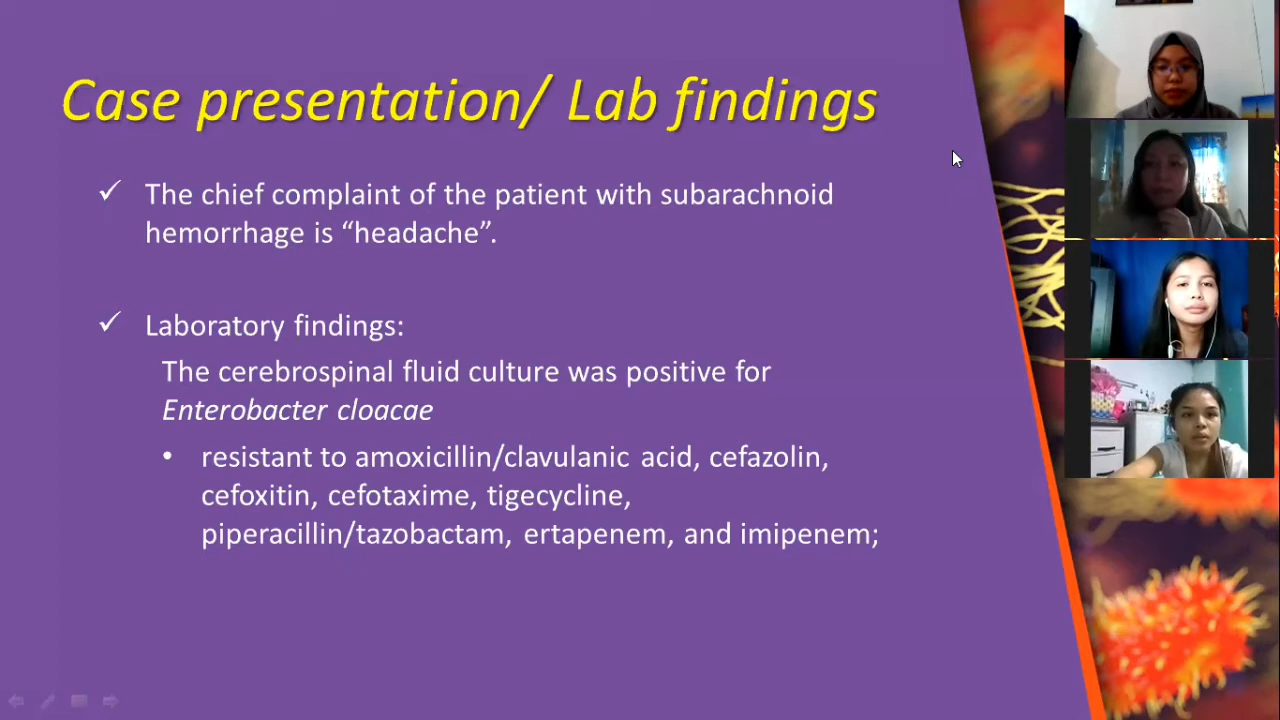 Case presentation/ Lab findings
✓ The chief complaint of the patient with subarachnoid
hemorrhage is “headache”.
✓ Laboratory findings:
The cerebrospinal fluid culture was positive for
Enterobacter cloacae
• resistant to amoxicillin/clavulanic acid, cefazolin,
cefoxitin, cefotaxime, tigecycline,
piperacillin/tazobactam, ertapenem, and imipenem;